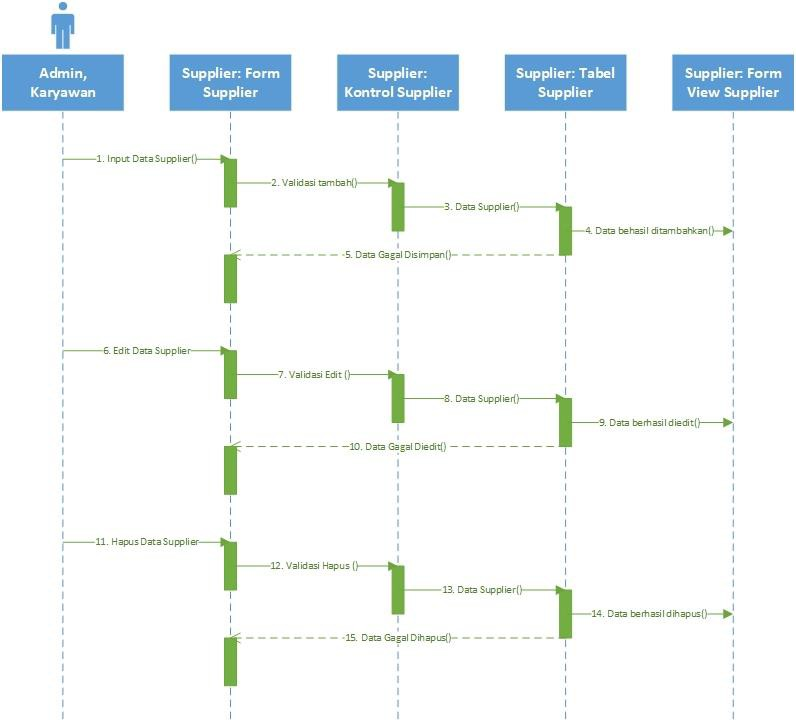 Admin,
Karyawan
Supplier: Form
Supplier
Supplier:
Kontrol Supplier
Supplier: Tabel
Supplier
Supplier: Form
View Supplier
1. Input Data Supplier()
2. Validasi tambah()
3. Data Supplier()
4. Data behasil ditambahkan()
5. Data Gagal Disimpan()
6. Edit Data Supplier
7. Validasi Edit ()
8. Data Supplier()
9. Data berhasil diedit()
10. Data Gagal Diedit()
11. Hapus Data Supplier
12. Validasi Hapus ()
13. Data Supplier()
14. Data berhasil dihapus()
15. Data Gagal Dihapus()